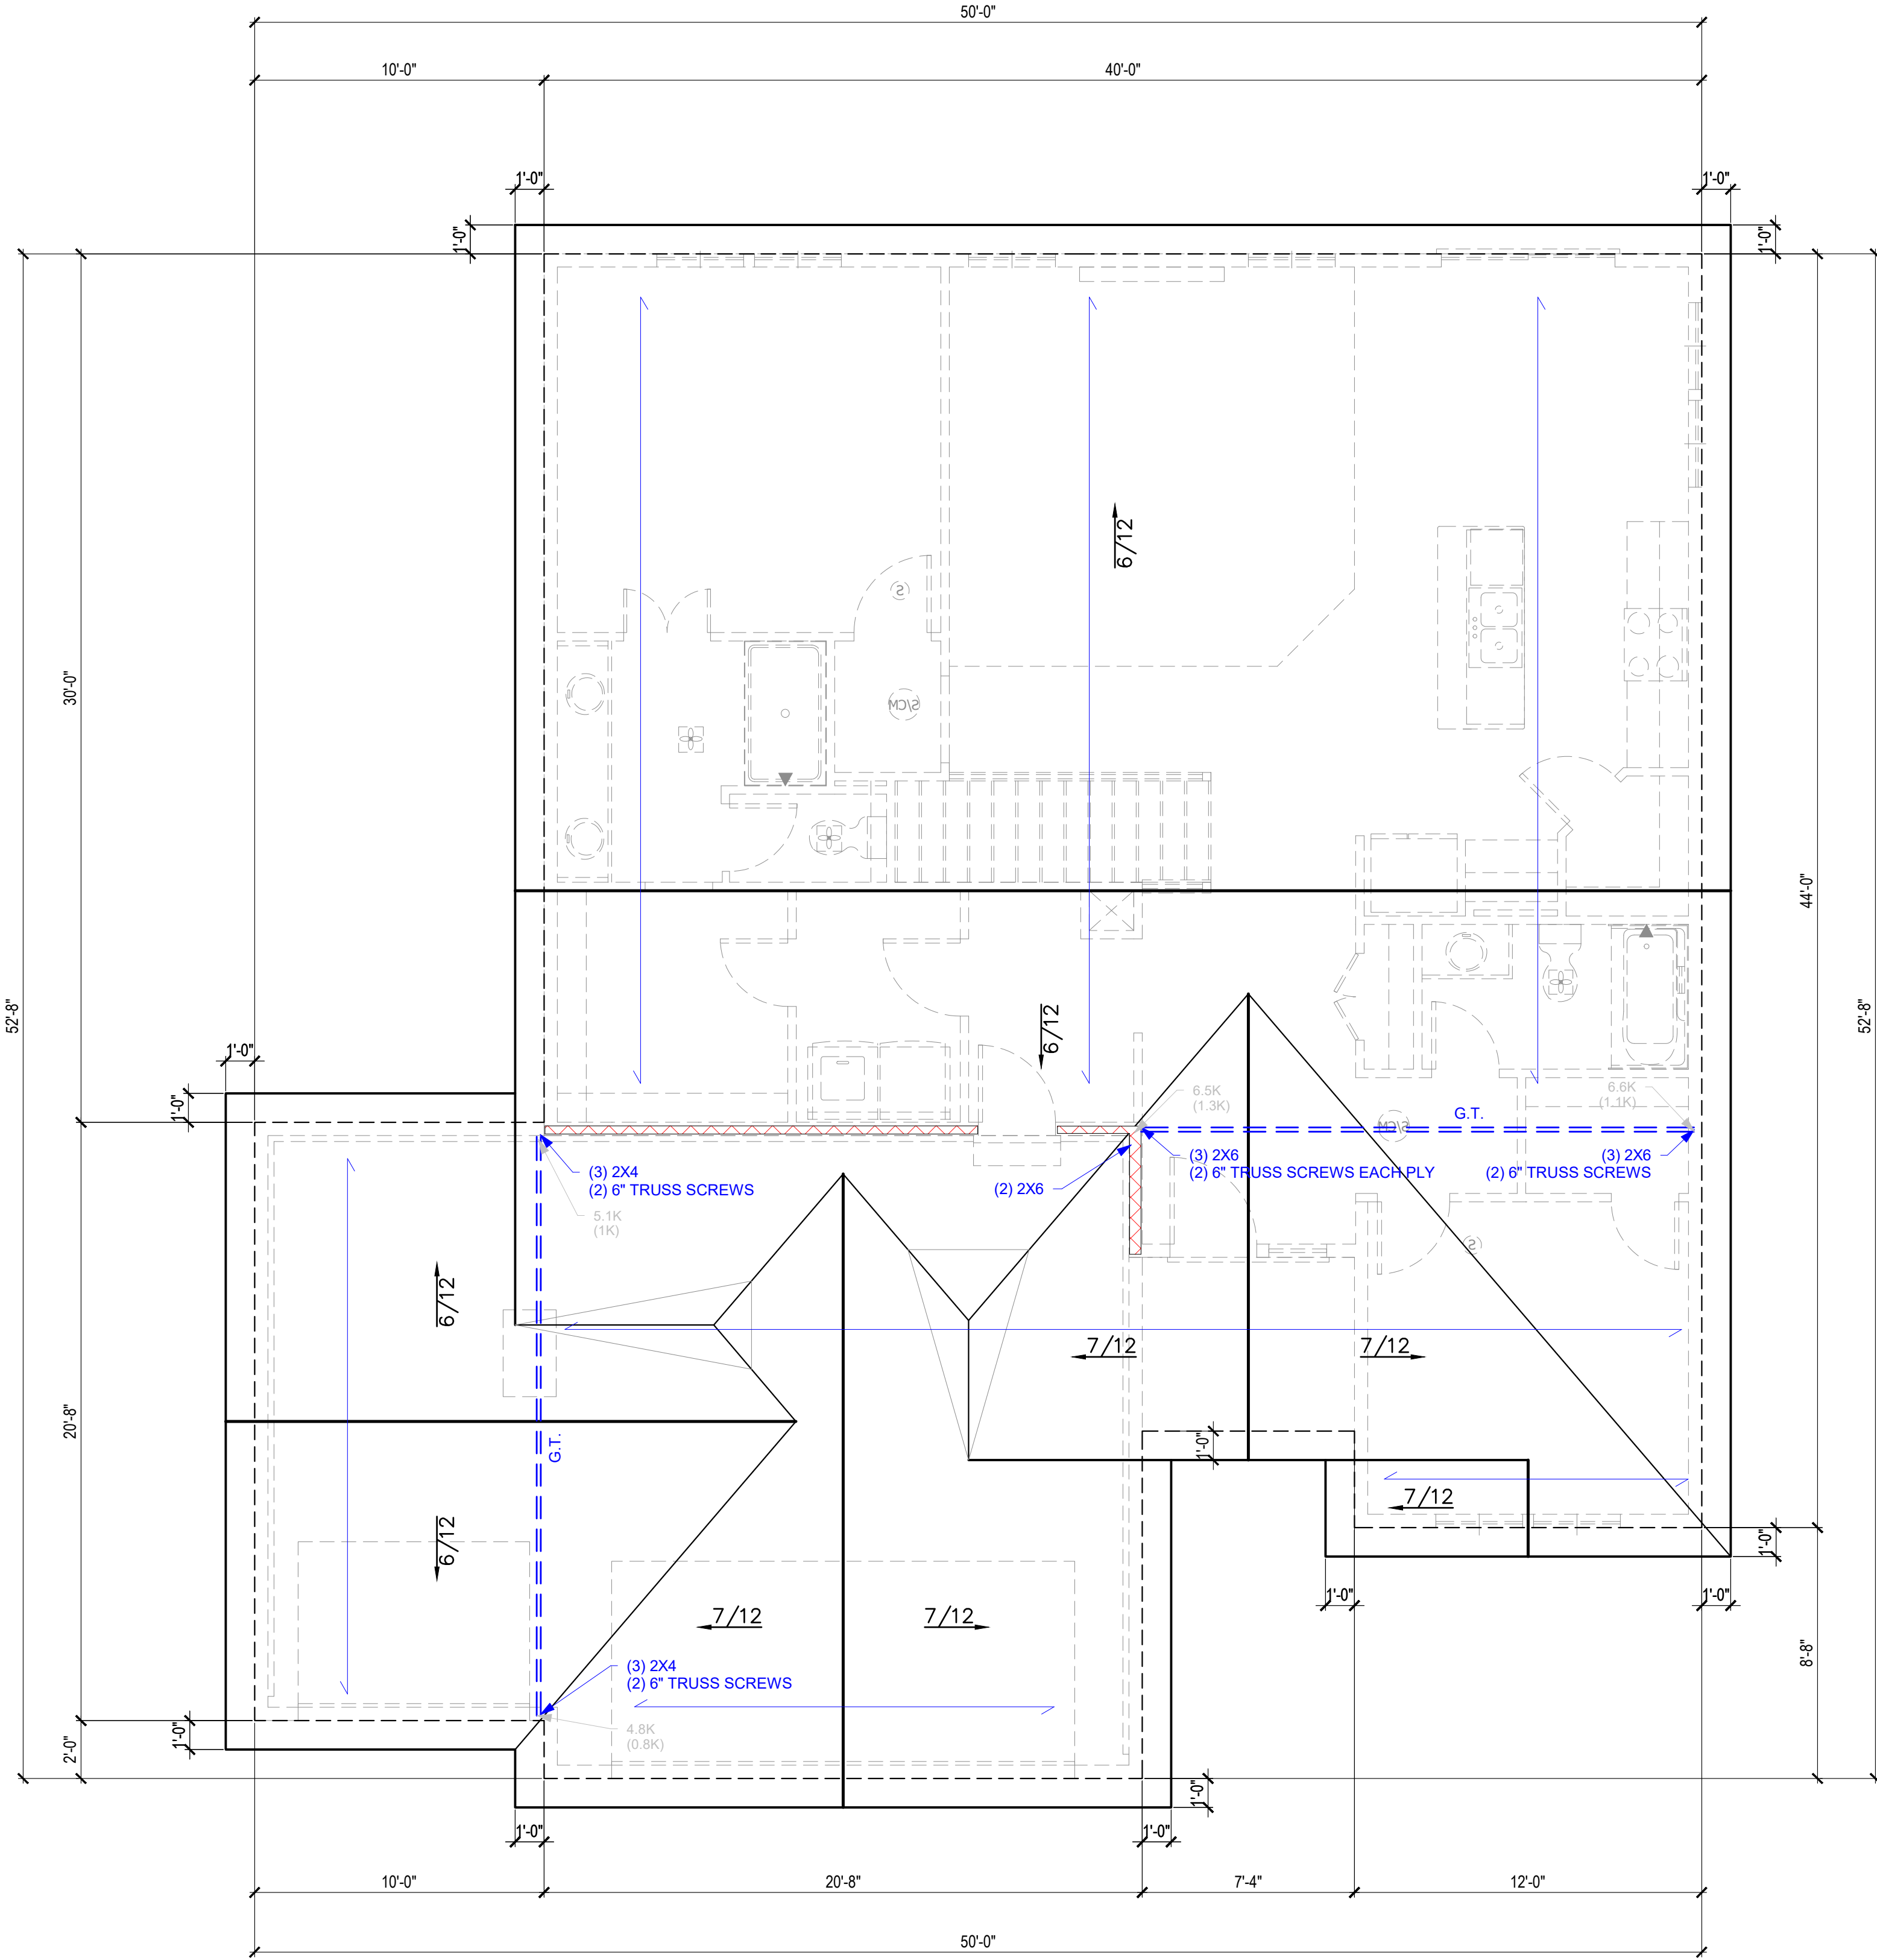 50'-0"
10'-0"
40'-0"
1'-0"
1'-0"
1'-0"
1'-0"
6/12
S
30'-0"
S/CM
44'-0"
52'-8"
52'-8"
6/12
1'-0"
1'-0"
6.5K
(1.3K)
6.6K
(1.1K)
G.T.
S/CM
(3) 2X4
(2) 6" TRUSS SCREWS
(3) 2X6
(2) 6" TRUSS SCREWS EACH PLY
(3) 2X6
(2) 6" TRUSS SCREWS
(2) 2X6
5.1K
(1K)
S
6/12
7/12
7/12
20'-8"
G.T.
1'-0"
7/12
6/12
1'-0"
1'-0"
1'-0"
7/12
7/12
8'-8"
(3) 2X4
(2) 6" TRUSS SCREWS
4.8K
(0.8K)
1'-0"
2'-0"
1'-0"
1'-0"
1'-0"
10'-0"
20'-8"
7'-4"
12'-0"
50'-0"